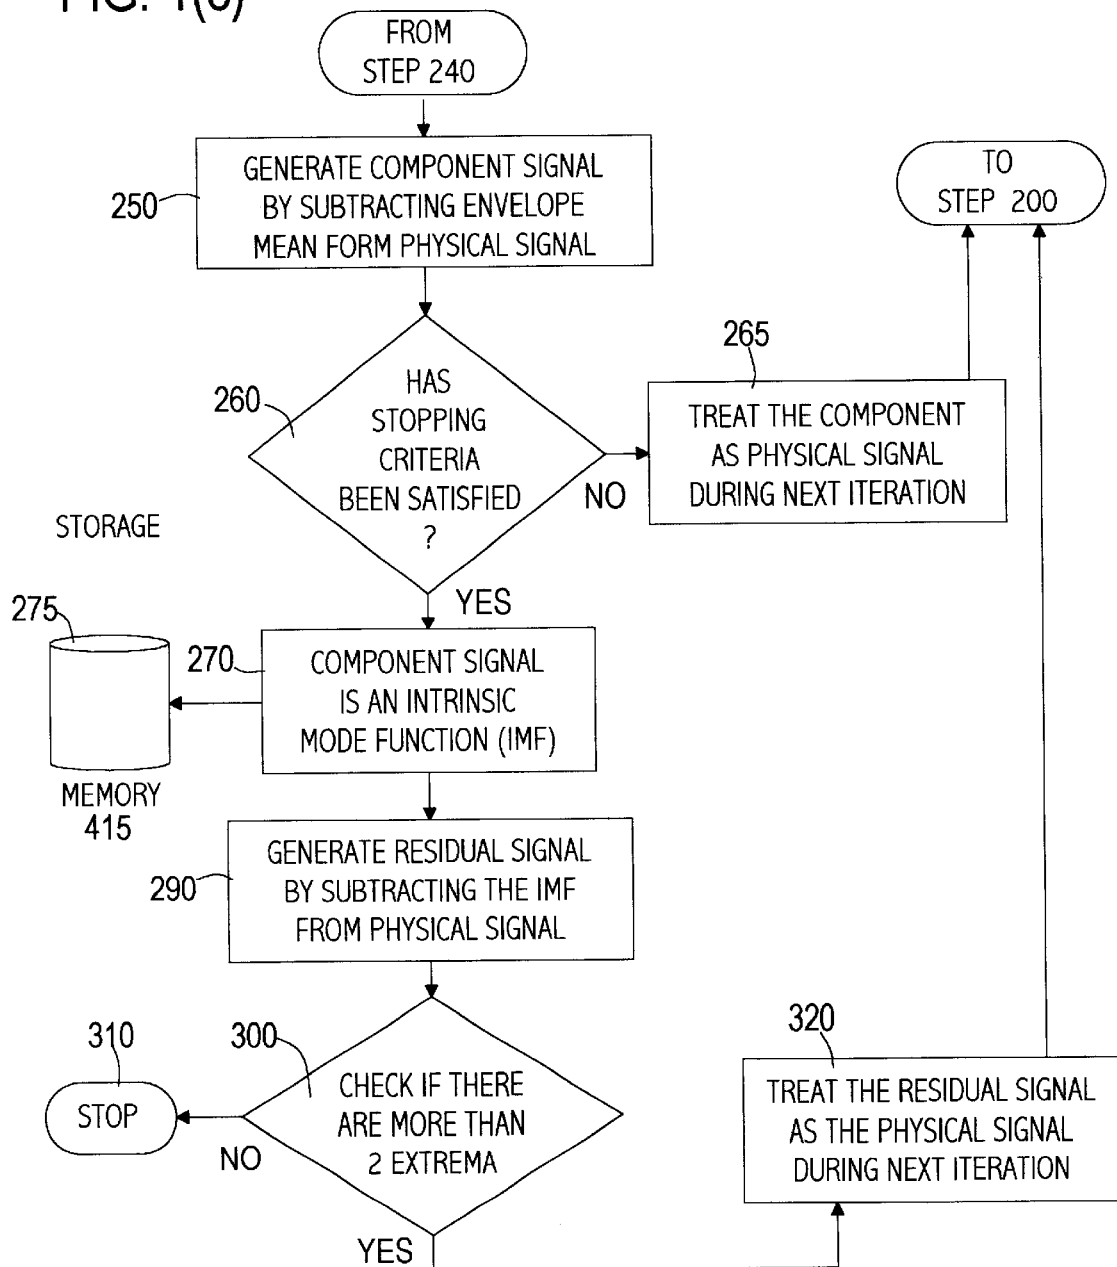 FROM
STEP 240
250
GENERATE COMPONENT SIGNAL
BY SUBTRACTING ENVELOPE
MEAN FORM PHYSICAL SIGNAL
TO
STEP 200
260
HAS
STOPPING
CRITERIA
BEEN SATISFIED
?
NO
265
TREAT THE COMPONENT
AS PHYSICAL SIGNAL
DURING NEXT ITERATION
STORAGE
YES
275
270
COMPONENT SIGNAL
IS AN INTRINSIC
MODE FUNCTION (IMF)
MEMORY
415
290
GENERATE RESIDUAL SIGNAL
BY SUBTRACTING THE IMF
FROM PHYSICAL SIGNAL
310
STOP
300
CHECK IF THERE
ARE MORE THAN
2 EXTREMA
NO
YES
320
TREAT THE RESIDUAL SIGNAL
AS THE PHYSICAL SIGNAL
DURING NEXT ITERATION